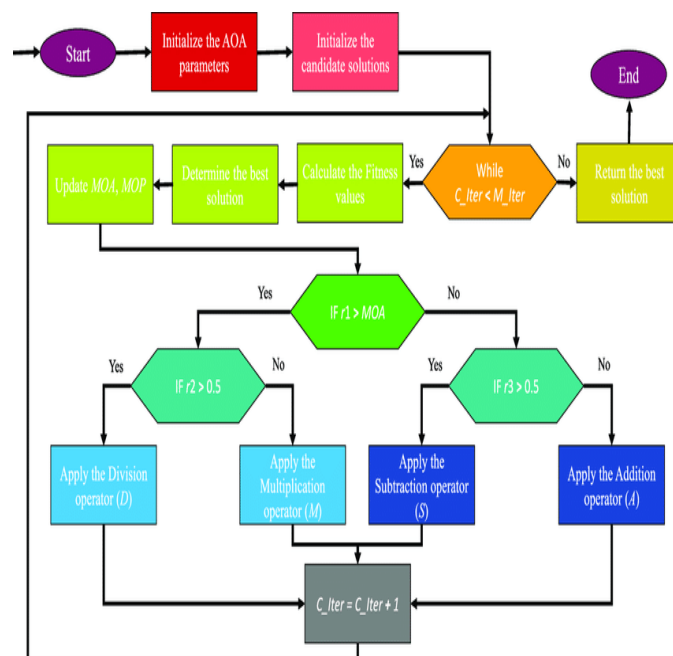 Start
Initialize the AOA
parameters
Initialize the
candidate solutions
End
Update MOA, MOP
Determine the best
solution
Calculate the Fitness
values
Yes
While
C_Iter < M_Iter
No
Return the best
solution
Yes
IF r1 > MOA
No
Yes
IF r2 > 0.5
No
Yes
IF r3 > 0.5
No
Apply the Division
operator (D)
Apply the
Multiplication
operator (M)
Apply the
Subtraction operator
(S)
Apply the Addition
operator (A)
C_Iter = C_Iter + 1